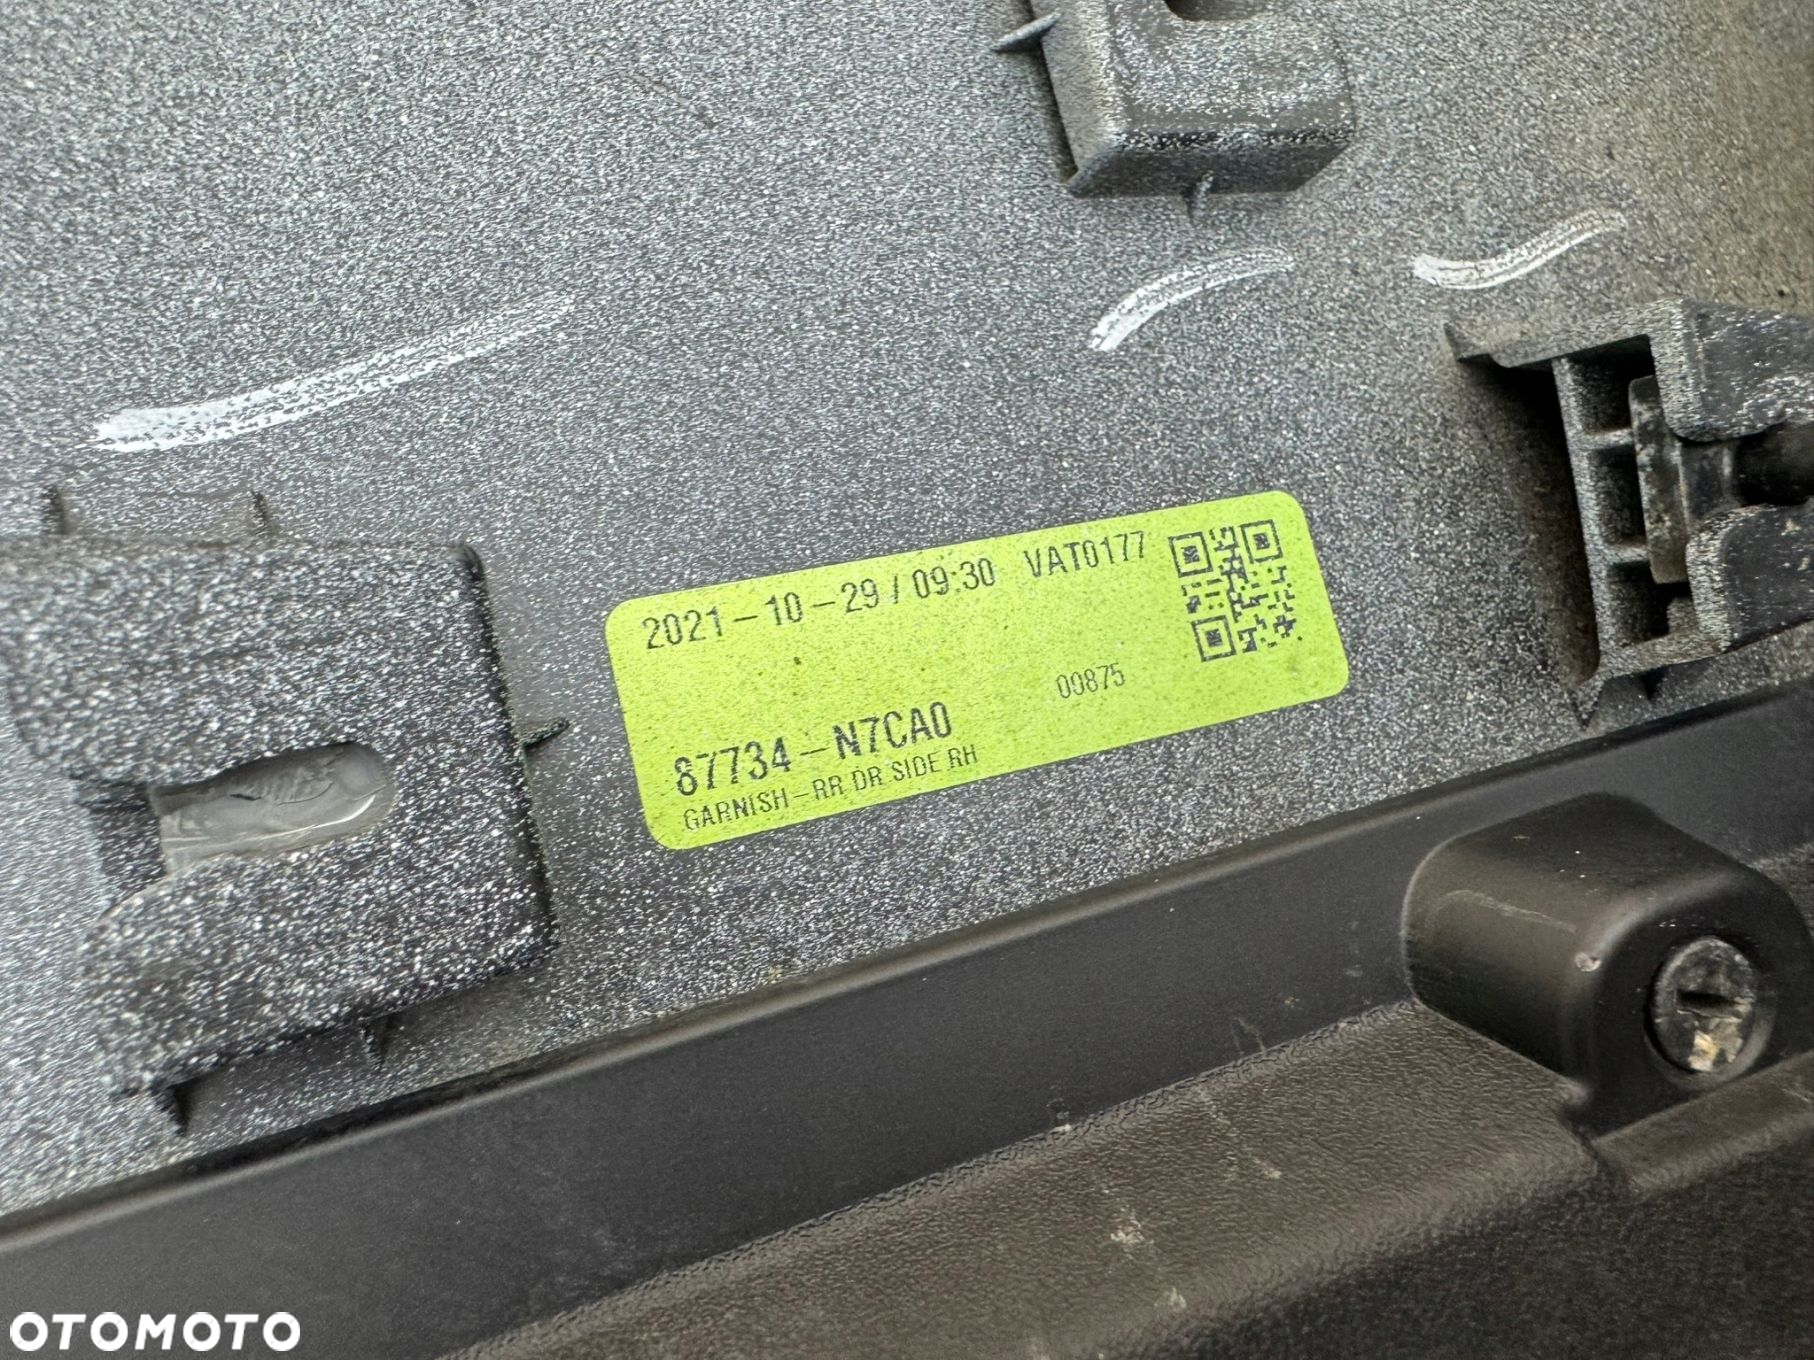 2021-10-29 / 09:30 VAT0177
00875
87734-N7CA0
GARNISH-RR DR SIDE RH
OTOMOTO